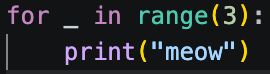 for _ in range(3):
    print("meow")